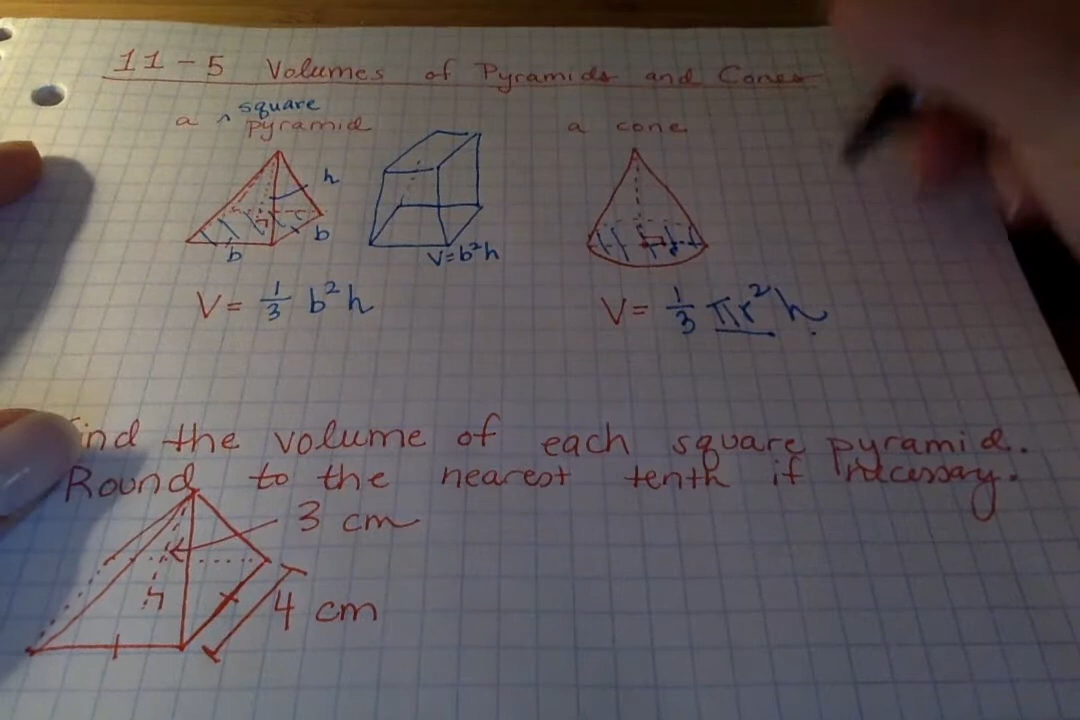 11-5 Volumes of Pyramids and Cones
a ^ square pyramid
a cone
h
b
b
V=b²h
V= 1/3 b²h
V= 1/3 πr²h
ind the volume of each square pyramid.
Round to the nearest tenth if necessary.
3 cm
4 cm